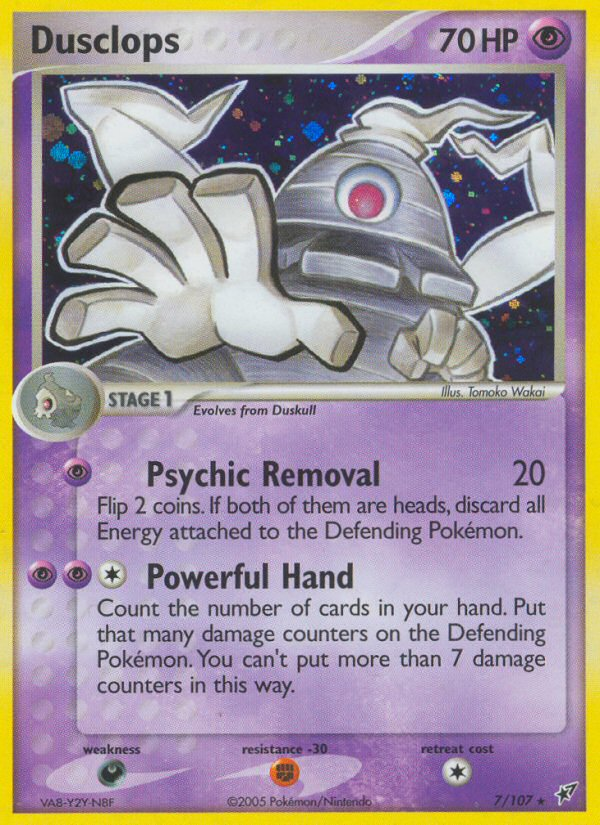 Dusclops 70 HP
Illus. Tomoko Wakai
STAGE 1
Evolves from Duskull
Psychic Removal 20
Flip 2 coins. If both of them are heads, discard all
Energy attached to the Defending Pokémon.
Powerful Hand
Count the number of cards in your hand. Put
that many damage counters on the Defending
Pokémon. You can't put more than 7 damage
counters in this way.
weakness resistance -30 retreat cost
VA8-Y2Y-N8F ©2005 Pokémon/Nintendo 7/107 ★